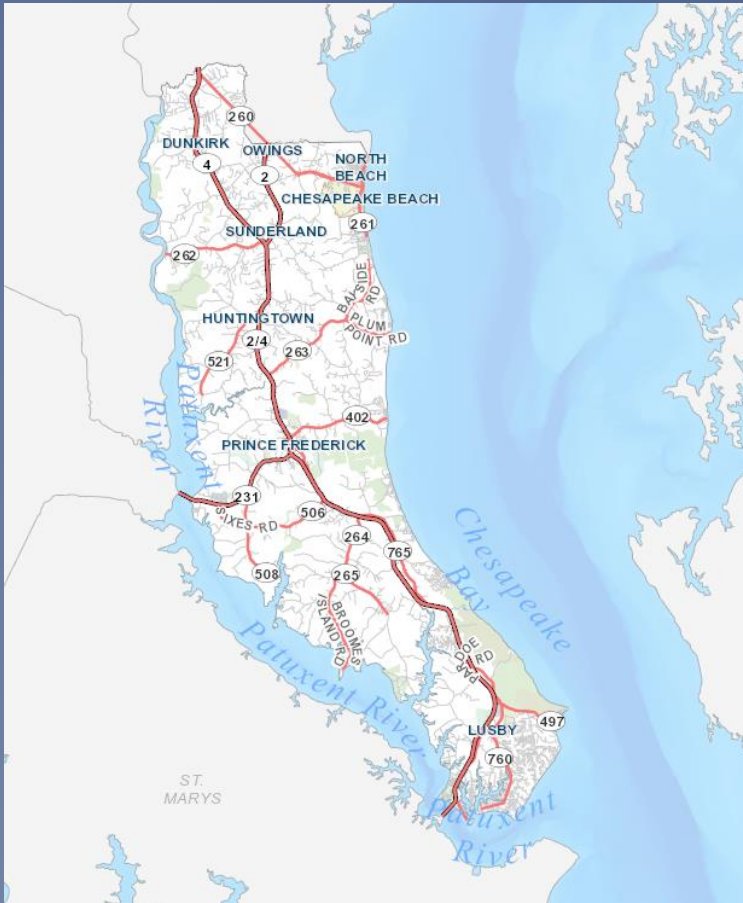 260
DUNKIRK
OWINGS
4
2
NORTH
BEACH
CHESAPEAKE BEACH
261
SUNDERLAND
262
BAYSIDE
RD
HUNTINGTOWN
PLUM
POINT RD
2/4
263
521
Patuxent
River
402
PRINCE FREDERICK
231
SIXES RD
506
264
765
Chesapeake
Bay
508
265
BROOMES
ISLAND RD
Patuxent River
PARDOE
RD
LUSBY
497
760
ST.
MARYS
Patuxent
River